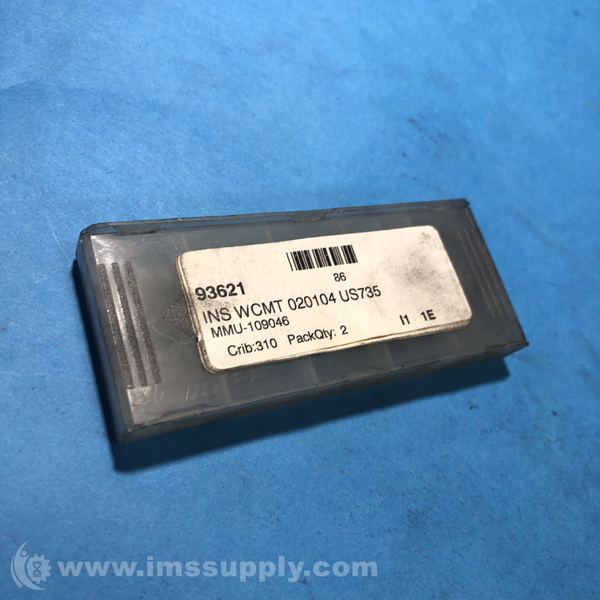 86
93621
INS WCMT 020104 US735
MMU-109046
Crib:310 PackQty: 2 I1 1E
www.imssupply.com